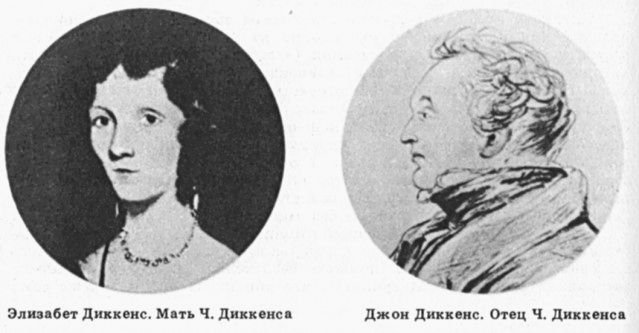 Элизабет Диккенс. Мать Ч. Диккенса
Джон Диккенс. Отец Ч. Диккенса